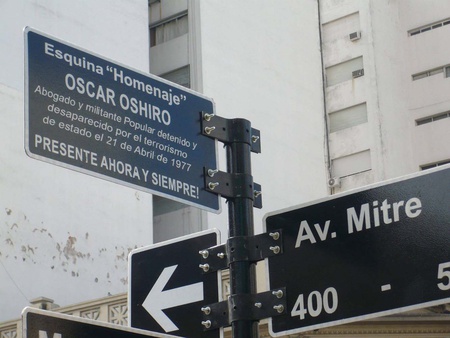 Esquina "Homenaje"
OSCAR OSHIRO
Abogado y militante Popular detenido y
desaparecido por el terrorismo
de estado el 21 de Abril de 1977
PRESENTE AHORA Y SIEMPRE!
Av. Mitre
400 - 5